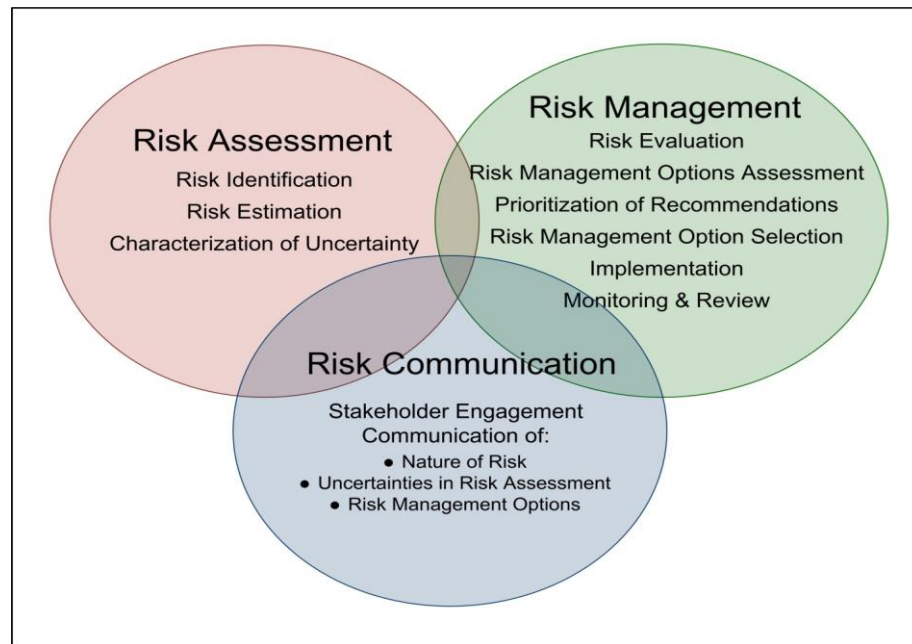 Risk Assessment
Risk Identification
Risk Estimation
Characterization of Uncertainty
Risk Management
Risk Evaluation
Risk Management Options Assessment
Prioritization of Recommendations
Risk Management Option Selection
Implementation
Monitoring & Review
Risk Communication
Stakeholder Engagement
Communication of:
● Nature of Risk
● Uncertainties in Risk Assessment
● Risk Management Options